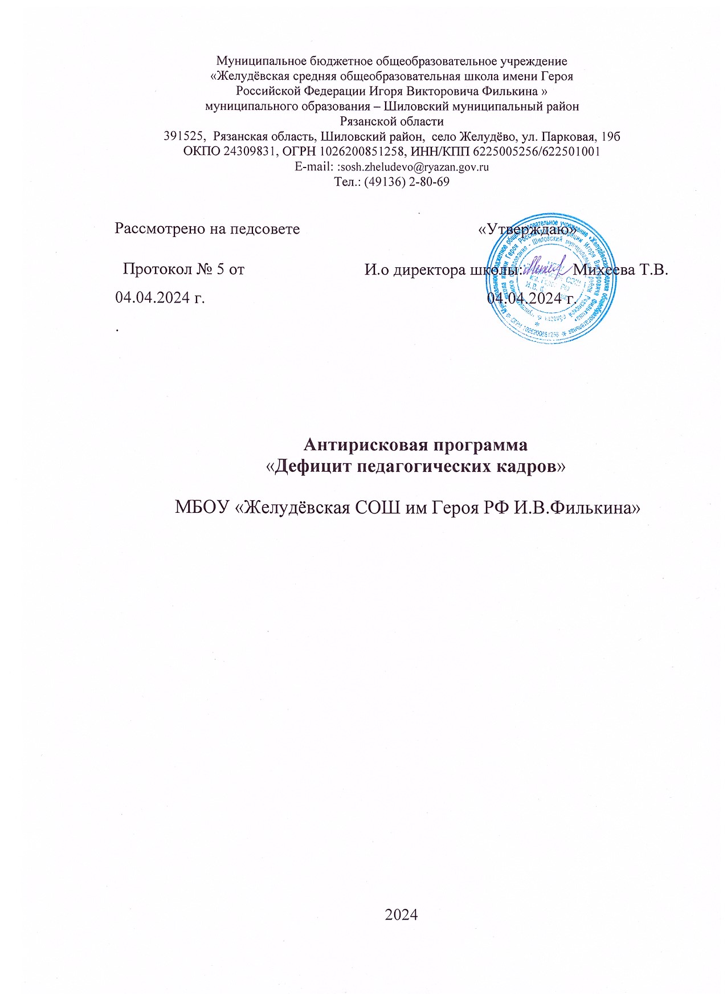 Муниципальное бюджетное общеобразовательное учреждение
«Желудёвская средняя общеобразовательная школа имени Героя
Российской Федерации Игоря Викторовича Филькина »
муниципального образования – Шиловский муниципальный район
Рязанской области
391525,  Рязанская область, Шиловский район,  село Желудёво, ул. Парковая, 19б
ОКПО 24309831, ОГРН 1026200851258, ИНН/КПП 6225005256/622501001
E-mail: :sosh.zheludevo@ryazan.gov.ru
Тел.: (49136) 2-80-69
Рассмотрено на педсовете «Утверждаю»
Протокол № 5 от И.о директора школы: Михеева Т.В.
04.04.2024 г. 04.04.2024 г.
.
Антирисковая программа
«Дефицит педагогических кадров»
МБОУ «Желудёвская СОШ им Героя РФ И.В.Филькина»
2024